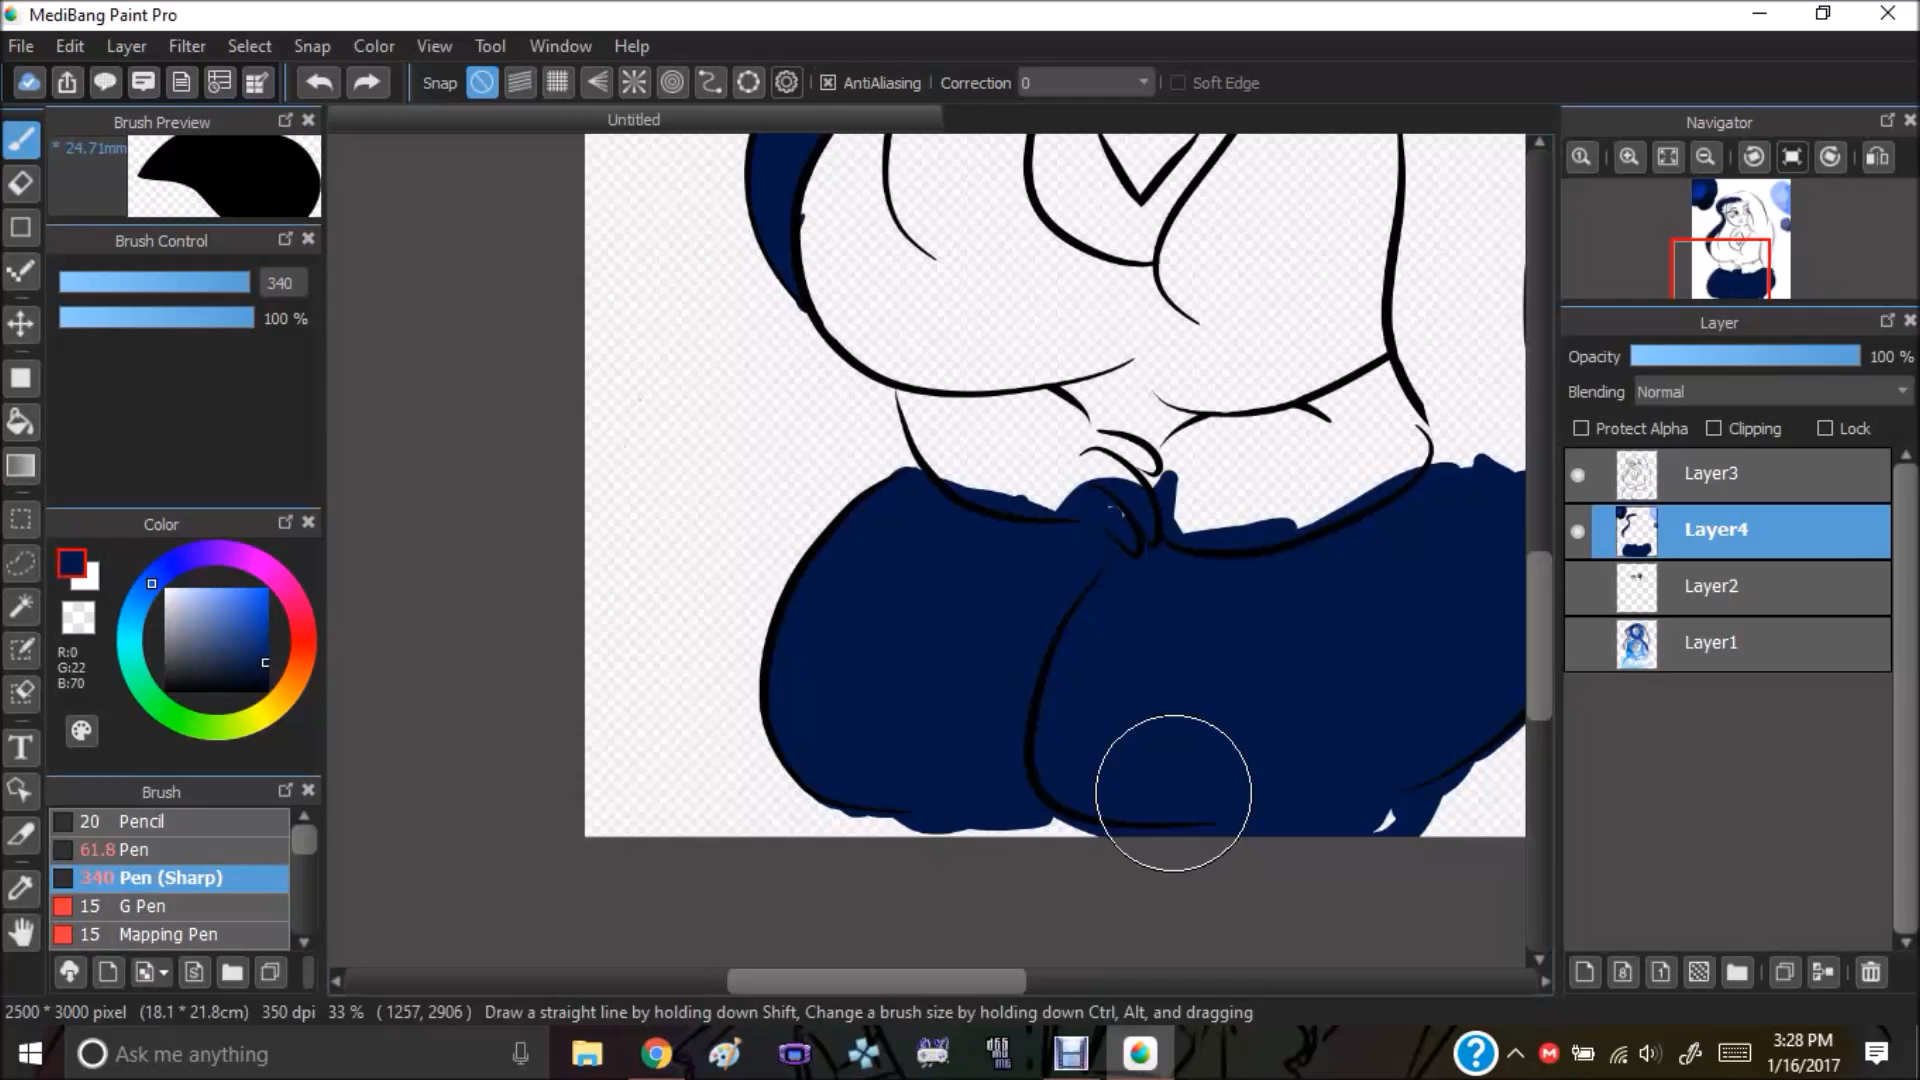 MediBang Paint Pro
File Edit Layer Filter Select Snap Color View Tool Window Help
Snap AntiAliasing Correction 0 Soft Edge
Brush Preview
* 24.71mm
Brush Control
340
100 %
Color
R:0
G:22
B:70
Brush
20 Pencil
61.8 Pen
340 Pen (Sharp)
15 G Pen
15 Mapping Pen
Untitled
Navigator
Layer
Opacity 100 %
Blending Normal
Protect Alpha Clipping Lock
Layer3
Layer4
Layer2
Layer1
2500 * 3000 pixel (18.1 * 21.8cm) 350 dpi 33 % ( 1257, 2906 ) Draw a straight line by holding down Shift, Change a brush size by holding down Ctrl, Alt, and dragging
Ask me anything
3:28 PM
1/16/2017